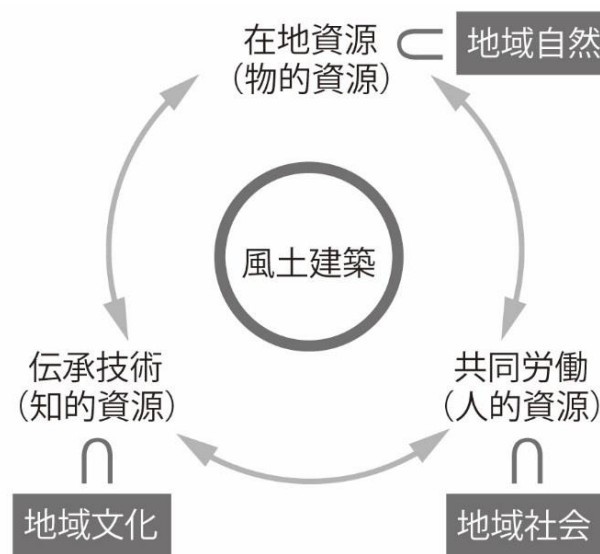 在地資源
(物的資源)
地域自然
風土建築
伝承技術
(知的資源)
共同労働
(人的資源)
地域文化
地域社会